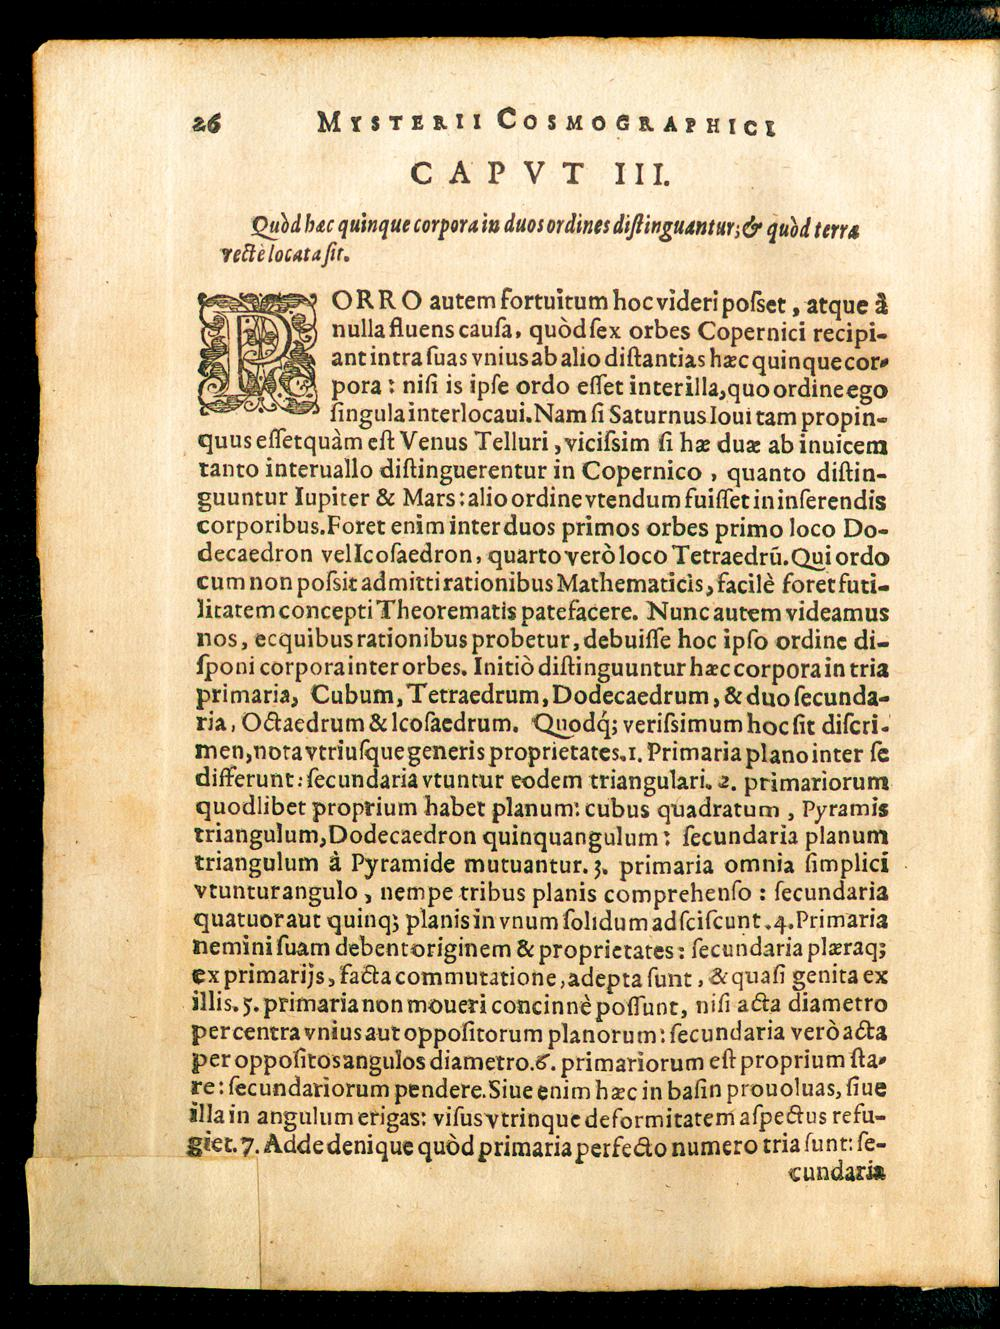 26 MYSTERII COSMOGRAPHICI
CAPVT III.
Quòd hæc quinque corpora in duos ordines diſtinguantur; & quòd terra
rectè locata ſit.
PORRO autem fortuitum hoc videri poſſet, atque à
nulla fluens cauſa, quòd ſex orbes Copernici recipi-
ant intra ſuas vnius ab alio diſtantias hæc quinque cor-
pora: niſi is ipſe ordo eſſet inter illa, quo ordine ego
ſingula interlocaui. Nam ſi Saturnus Ioui tam propin-
quus eſſet quàm eſt Venus Telluri, viciſsim ſi hæ duæ ab inuicem
tanto interuallo diſtinguerentur in Copernico, quanto diſtin-
guuntur Iupiter & Mars: alio ordine vtendum fuiſſet in inſerendis
corporibus. Foret enim inter duos primos orbes primo loco Do-
decaedron vel Icoſaedron, quarto verò loco Tetraedrū. Qui ordo
cum non poſsit admitti rationibus Mathematicis, facilè foret futi-
litatem concepti Theorematis patefacere. Nunc autem videamus
nos, ecquibus rationibus probetur, debuiſſe hoc ipſo ordine di-
ſponi corpora inter orbes. Initiò diſtinguuntur hæc corpora in tria
primaria, Cubum, Tetraedrum, Dodecaedrum, & duo ſecunda-
ria, Octaedrum & Icoſaedrum. Quodq́; veriſsimum hoc ſit diſcri-
men, nota vtriuſque generis proprietates. 1. Primaria plano inter ſe
differunt: ſecundaria vtuntur eodem triangulari. 2. primariorum
quodlibet proprium habet planum: cubus quadratum, Pyramis
triangulum, Dodecaedron quinquangulum: ſecundaria planum
triangulum à Pyramide mutuantur. 3. primaria omnia ſimplici
vtuntur angulo, nempe tribus planis comprehenſo: ſecundaria
quatuor aut quinq; planis in vnum ſolidum adſciſcunt. 4. Primaria
nemini ſuam debent originem & proprietates: ſecundaria plæraq;
ex primarijs, facta commutatione, adepta ſunt, & quaſi genita ex
illis. 5. primaria non moueri concinnè poſſunt, niſi acta diametro
per centra vnius aut oppoſitorum planorum: ſecundaria verò acta
per oppoſitos angulos diametro. 6. primariorum eſt proprium ſta-
re: ſecundariorum pendere. Siue enim hæc in baſin prouoluas, ſiue
illa in angulum erigas: viſus vtrinque deformitatem aſpectus refu-
giet. 7. Adde denique quòd primaria perfecto numero tria ſunt: ſe-
cundaria